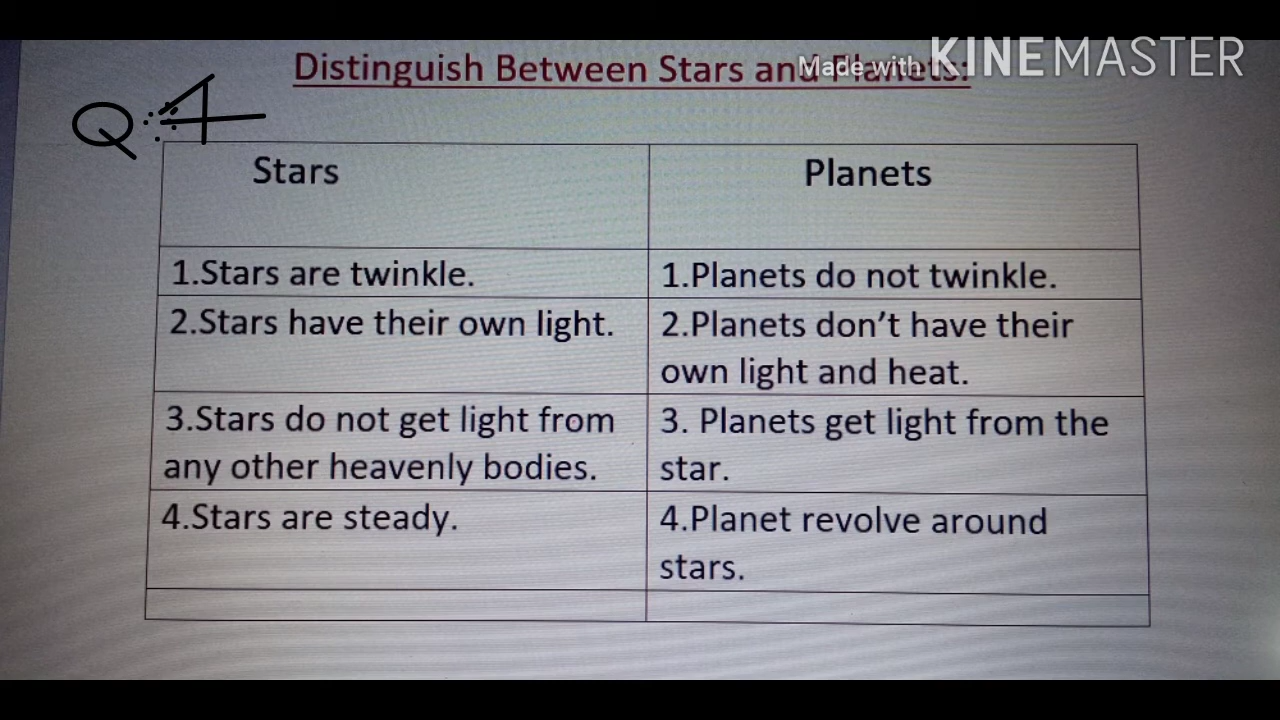 Distinguish Between Stars and Planets:
Made with KINEMASTER
Q:4
Stars
Planets
1.Stars are twinkle.
1.Planets do not twinkle.
2.Stars have their own light.
2.Planets don't have their
own light and heat.
3.Stars do not get light from
any other heavenly bodies.
3. Planets get light from the
star.
4.Stars are steady.
4.Planet revolve around
stars.